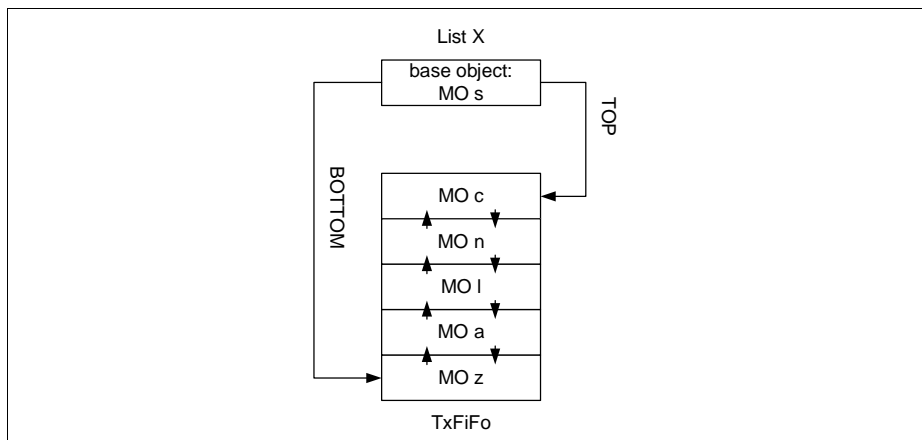 List X
base object:
MO s
TOP
BOTTOM
MO c
MO n
MO l
MO a
MO z
TxFiFo